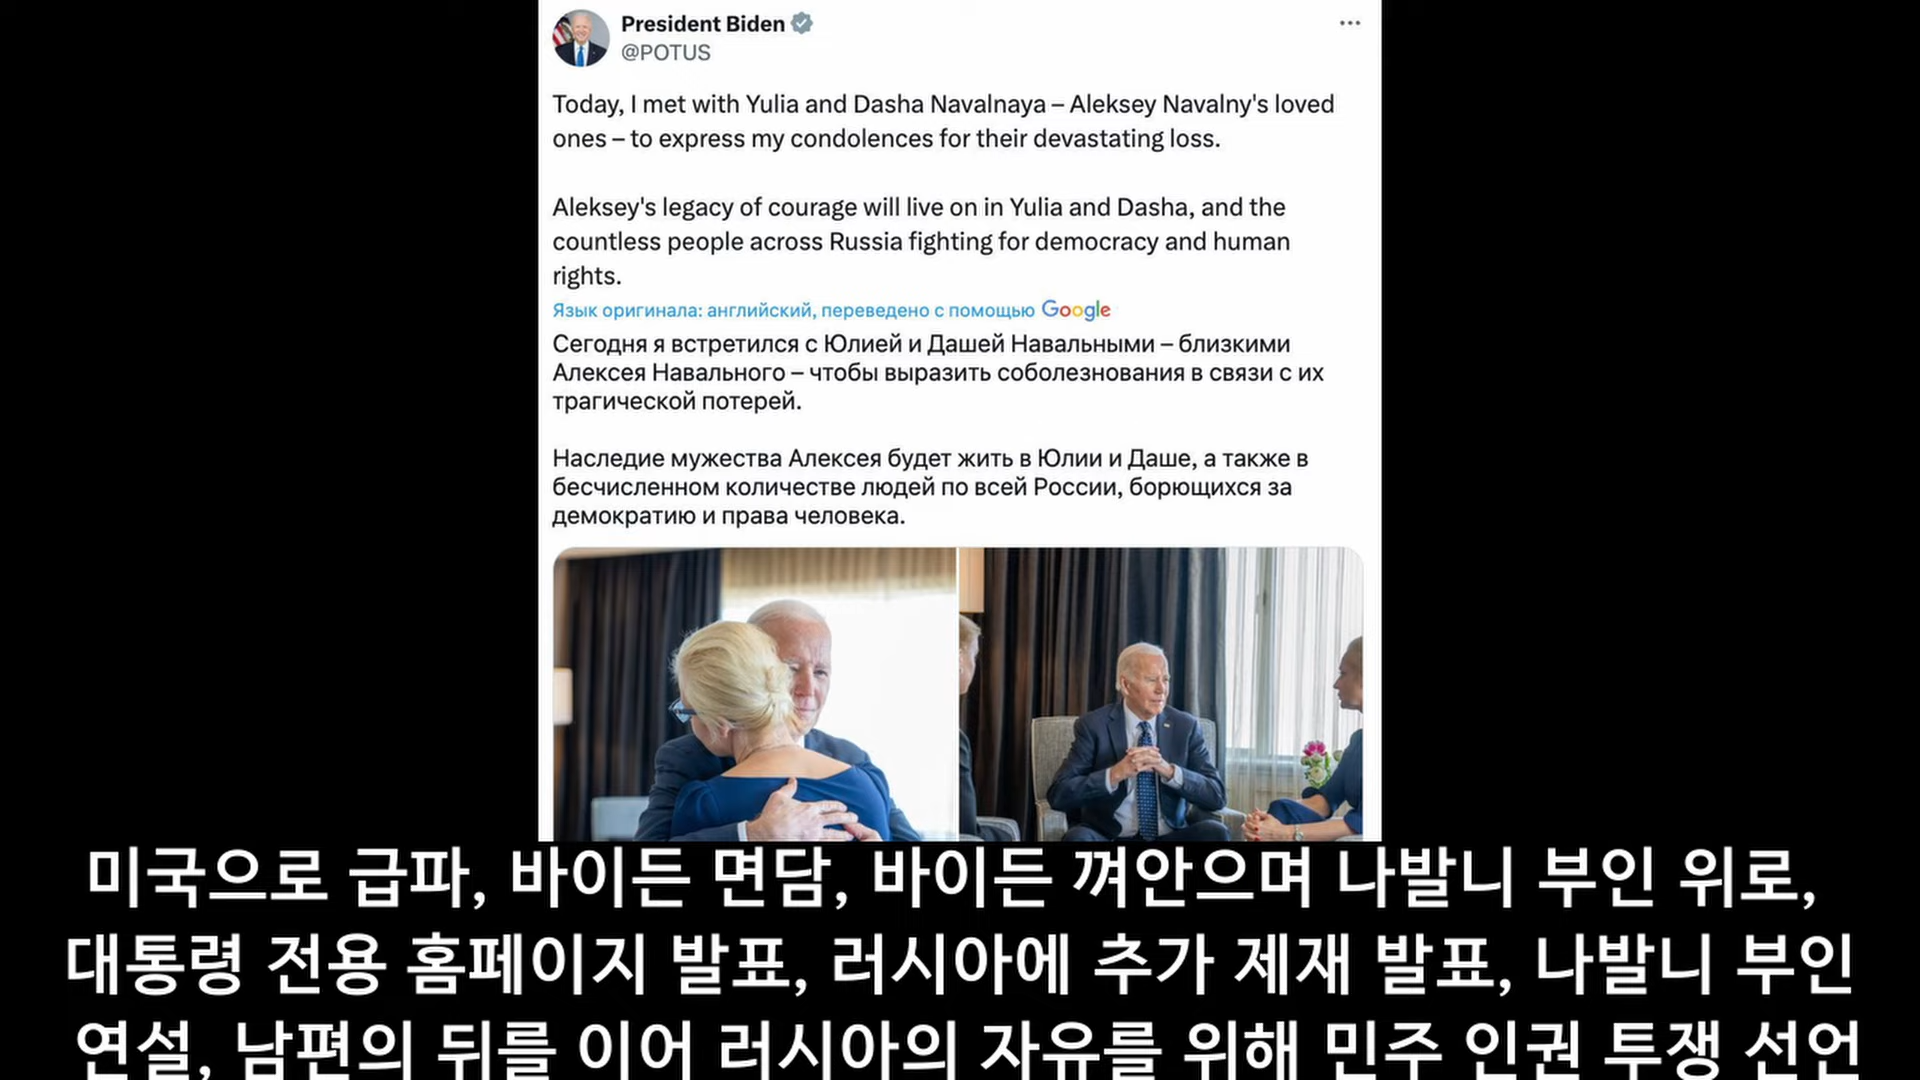 President Biden
@POTUS
Today, I met with Yulia and Dasha Navalnaya – Aleksey Navalny's loved
ones – to express my condolences for their devastating loss.
Aleksey's legacy of courage will live on in Yulia and Dasha, and the
countless people across Russia fighting for democracy and human
rights.
Язык оригинала: английский, переведено с помощью Google
Сегодня я встретился с Юлией и Дашей Навальными – близкими
Алексея Навального – чтобы выразить соболезнования в связи с их
трагической потерей.
Наследие мужества Алексея будет жить в Юлии и Даше, а также в
бесчисленном количестве людей по всей России, борющихся за
демократию и права человека.
미국으로 급파, 바이든 면담, 바이든 껴안으며 나발니 부인 위로,
대통령 전용 홈페이지 발표, 러시아에 추가 제재 발표, 나발니 부인
연설, 남편의 뒤를 이어 러시아의 자유를 위해 민주 인권 투쟁 선언